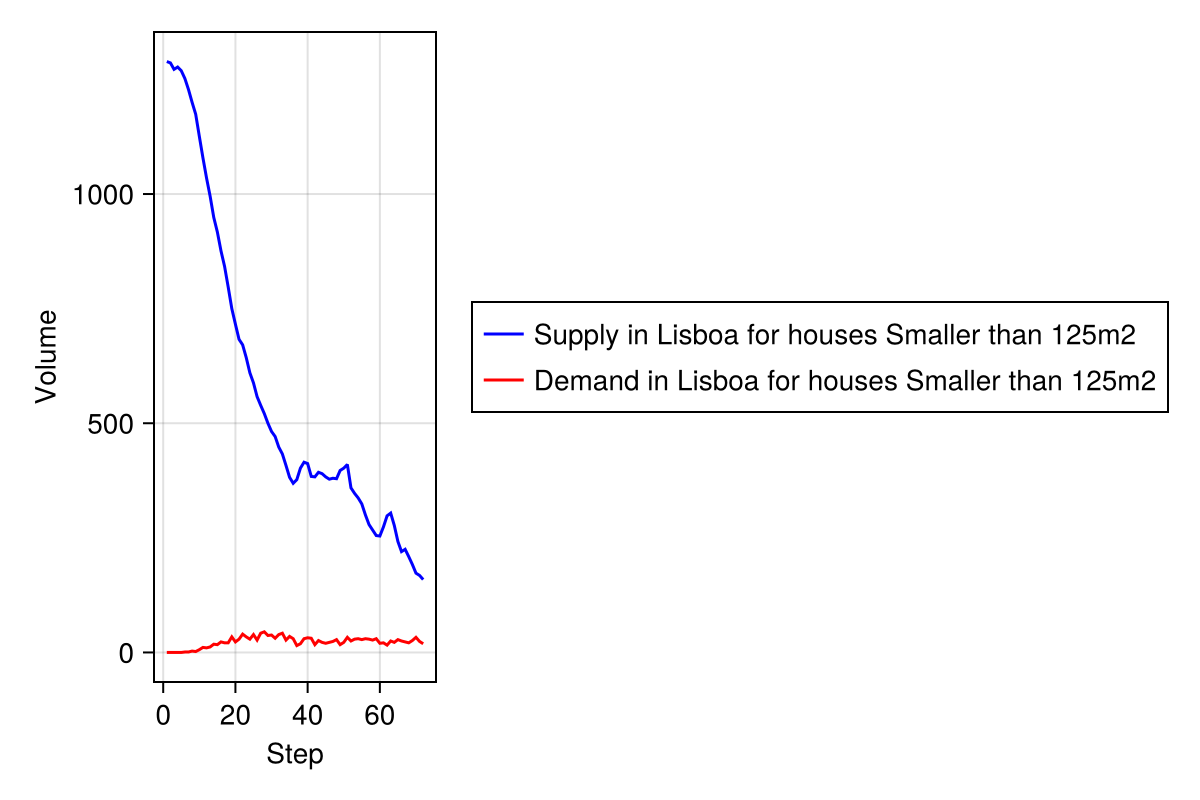 Volume
1000
500
0
0 20 40 60
Step
Supply in Lisboa for houses Smaller than 125m2
Demand in Lisboa for houses Smaller than 125m2